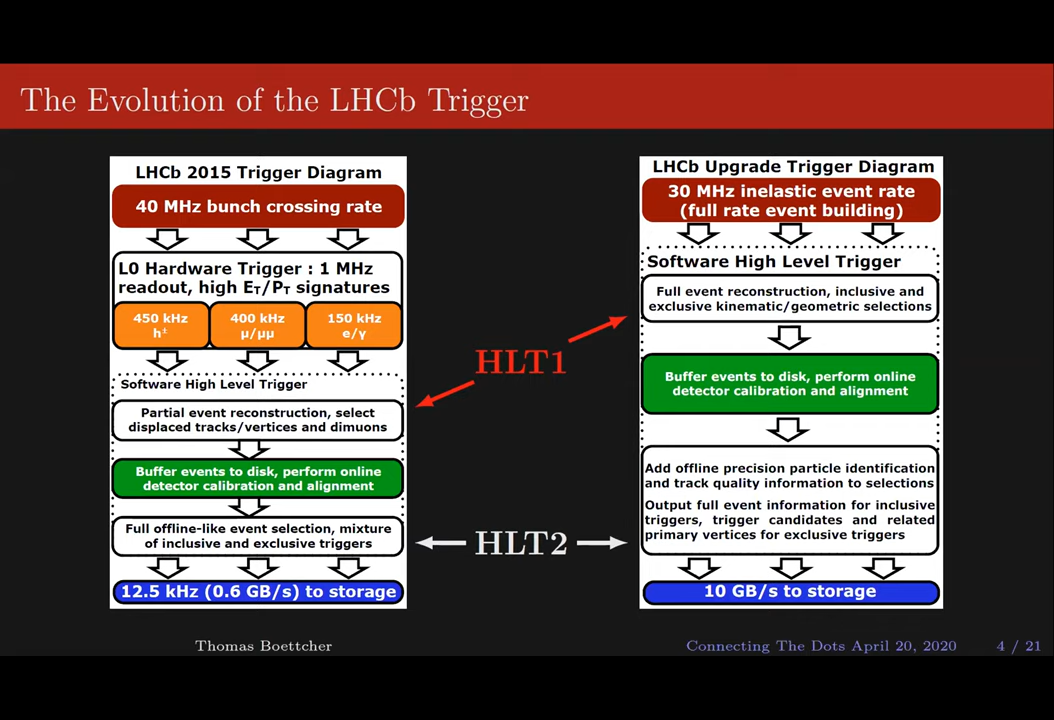 The Evolution of the LHCb Trigger
LHCb 2015 Trigger Diagram
40 MHz bunch crossing rate
L0 Hardware Trigger : 1 MHz
readout, high ET/PT signatures
450 kHz
h±
400 kHz
μ/μμ
150 kHz
e/γ
Software High Level Trigger
Partial event reconstruction, select
displaced tracks/vertices and dimuons
Buffer events to disk, perform online
detector calibration and alignment
Full offline-like event selection, mixture
of inclusive and exclusive triggers
12.5 kHz (0.6 GB/s) to storage
HLT1
HLT2
LHCb Upgrade Trigger Diagram
30 MHz inelastic event rate
(full rate event building)
Software High Level Trigger
Full event reconstruction, inclusive and
exclusive kinematic/geometric selections
Buffer events to disk, perform online
detector calibration and alignment
Add offline precision particle identification
and track quality information to selections
Output full event information for inclusive
triggers, trigger candidates and related
primary vertices for exclusive triggers
10 GB/s to storage
Thomas Boettcher
Connecting The Dots April 20, 2020
4 / 21